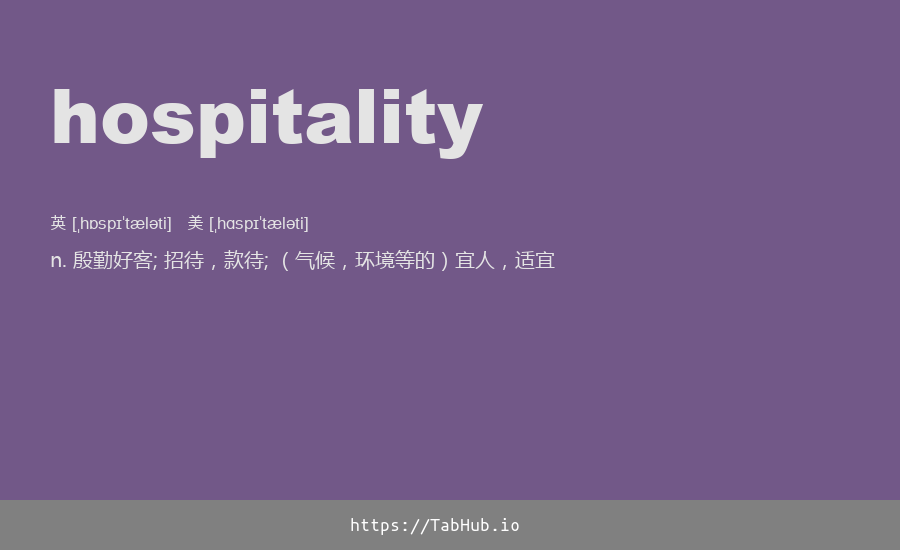 hospitality
英 [ˌhɒspɪˈtæləti] 美 [ˌhɑspɪˈtæləti]
n. 殷勤好客; 招待，款待; （气候，环境等的）宜人，适宜
https://TabHub.io